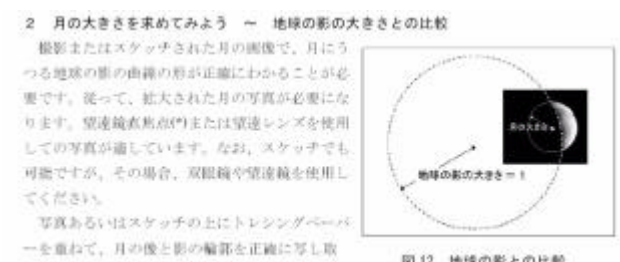 2 月の大きさを求めてみよう ～ 地球の影の大きさとの比較
撮影またはスケッチされた月の画像で、月にう
つる地球の影の曲線の形が正確にわかることが必
要です。従って、拡大された月の写真が必要にな
ります。望遠鏡直焦点(*)または望遠レンズを使用
しての写真が適しています。なお、スケッチでも
可能ですが、その場合、双眼鏡や望遠鏡を使用し
てください。
写真あるいはスケッチの上にトレシングペーパ
ーを重ねて、月の像と影の輪郭を正確に写し取
月の大きさ
地球の影の大きさ＝1
図12 地球の影との比較